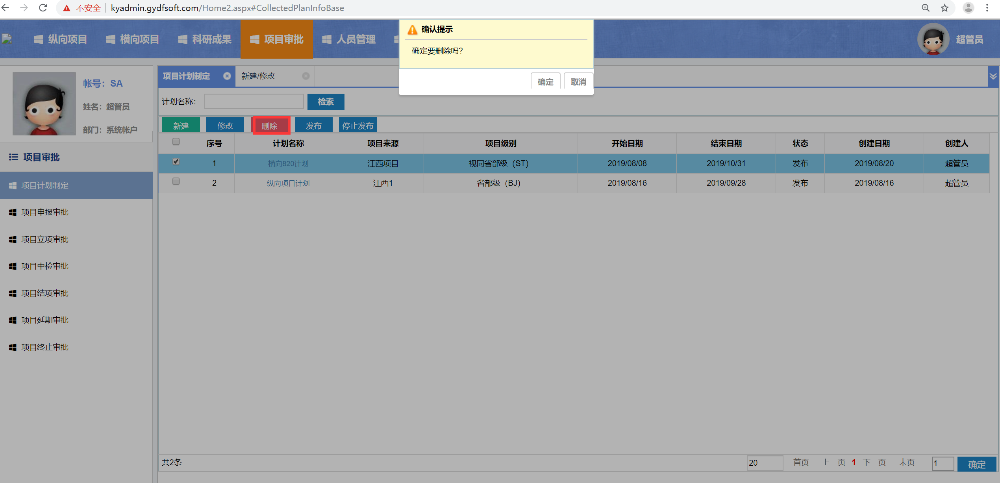 不安全 | kyadmin.gydfsoft.com/Home2.aspx#CollectedPlanInfoBase
纵向项目 横向项目 科研成果 项目审批 人员管理 超管员
确认提示
确定要删除吗?
确定 取消
帐号：SA
姓名：超管员
部门：系统帐户
项目审批
项目计划制定
项目申报审批
项目立项审批
项目中检审批
项目结项审批
项目延期审批
项目终止审批
项目计划制定 新建/修改
计划名称： 检索
新建 修改 删除 发布 停止发布
序号 计划名称 项目来源 项目级别 开始日期 结束日期 状态 创建日期 创建人
1 横向820计划 江西项目 视同省部级（ST） 2019/08/08 2019/10/31 发布 2019/08/20 超管员
2 纵向项目计划 江西1 省部级（BJ） 2019/08/16 2019/09/28 发布 2019/08/16 超管员
共2条 20 首页 上一页 1 下一页 末页 1 确定